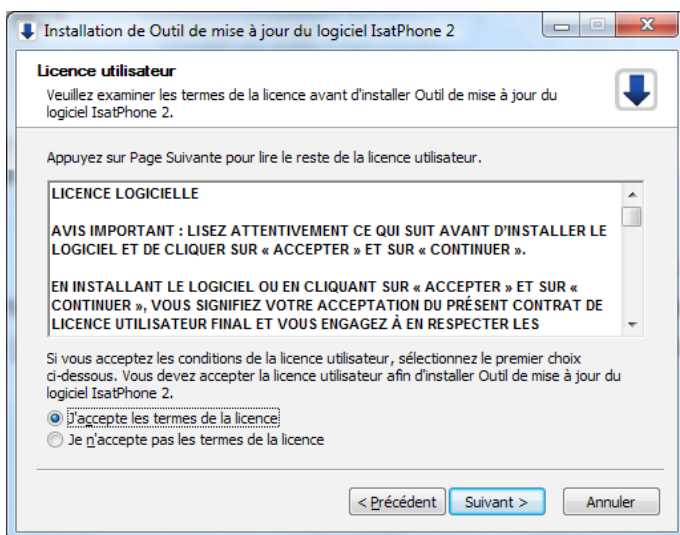 Installation de Outil de mise à jour du logiciel IsatPhone 2
Licence utilisateur
Veuillez examiner les termes de la licence avant d'installer Outil de mise à jour du
logiciel IsatPhone 2.
Appuyez sur Page Suivante pour lire le reste de la licence utilisateur.
LICENCE LOGICIELLE
AVIS IMPORTANT : LISEZ ATTENTIVEMENT CE QUI SUIT AVANT D'INSTALLER LE
LOGICIEL ET DE CLIQUER SUR « ACCEPTER » ET SUR « CONTINUER ».
EN INSTALLANT LE LOGICIEL OU EN CLIQUANT SUR « ACCEPTER » ET SUR «
CONTINUER », VOUS SIGNIFIEZ VOTRE ACCEPTATION DU PRÉSENT CONTRAT DE
LICENCE UTILISATEUR FINAL ET VOUS ENGAGEZ À EN RESPECTER LES
Si vous acceptez les conditions de la licence utilisateur, sélectionnez le premier choix
ci-dessous. Vous devez accepter la licence utilisateur afin d'installer Outil de mise à jour du
logiciel IsatPhone 2.
J'accepte les termes de la licence
Je n'accepte pas les termes de la licence
< Précédent Suivant > Annuler